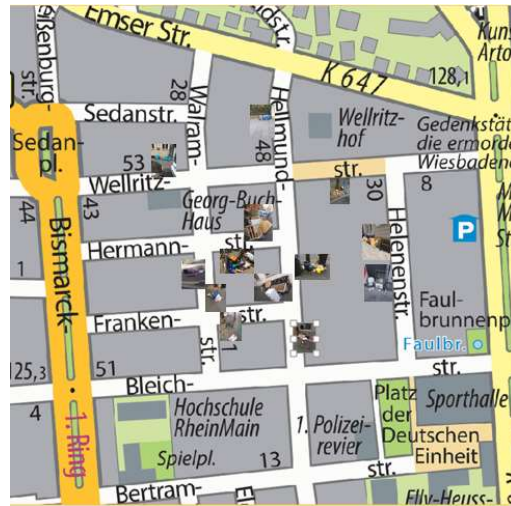 Emser Str.
K 647
128,1
Kuns
Arto
str.
28
Sedanstr.
Walram-
Hellmund-
48
Wellritz-
hof
Gedenkstät
die ermord
Wiesbadene
Sedan-
pl.
53
Wellritz-
str.
30
8
44
43
Georg-Buch-
Haus
Bismarck-
Hermann-
str.
Helenenstr.
P
1
Franken-
str.
str.
1
Faul-
brunnenp
Faulbr.
125,3
51
Bleich-
str.
4
1. Ring
Hochschule
RheinMain
Spielpl.
13
1. Polizei-
revier
Platz
der
Deutschen
Einheit
Sporthalle
Bertram-
str.
Elly-Heuss-